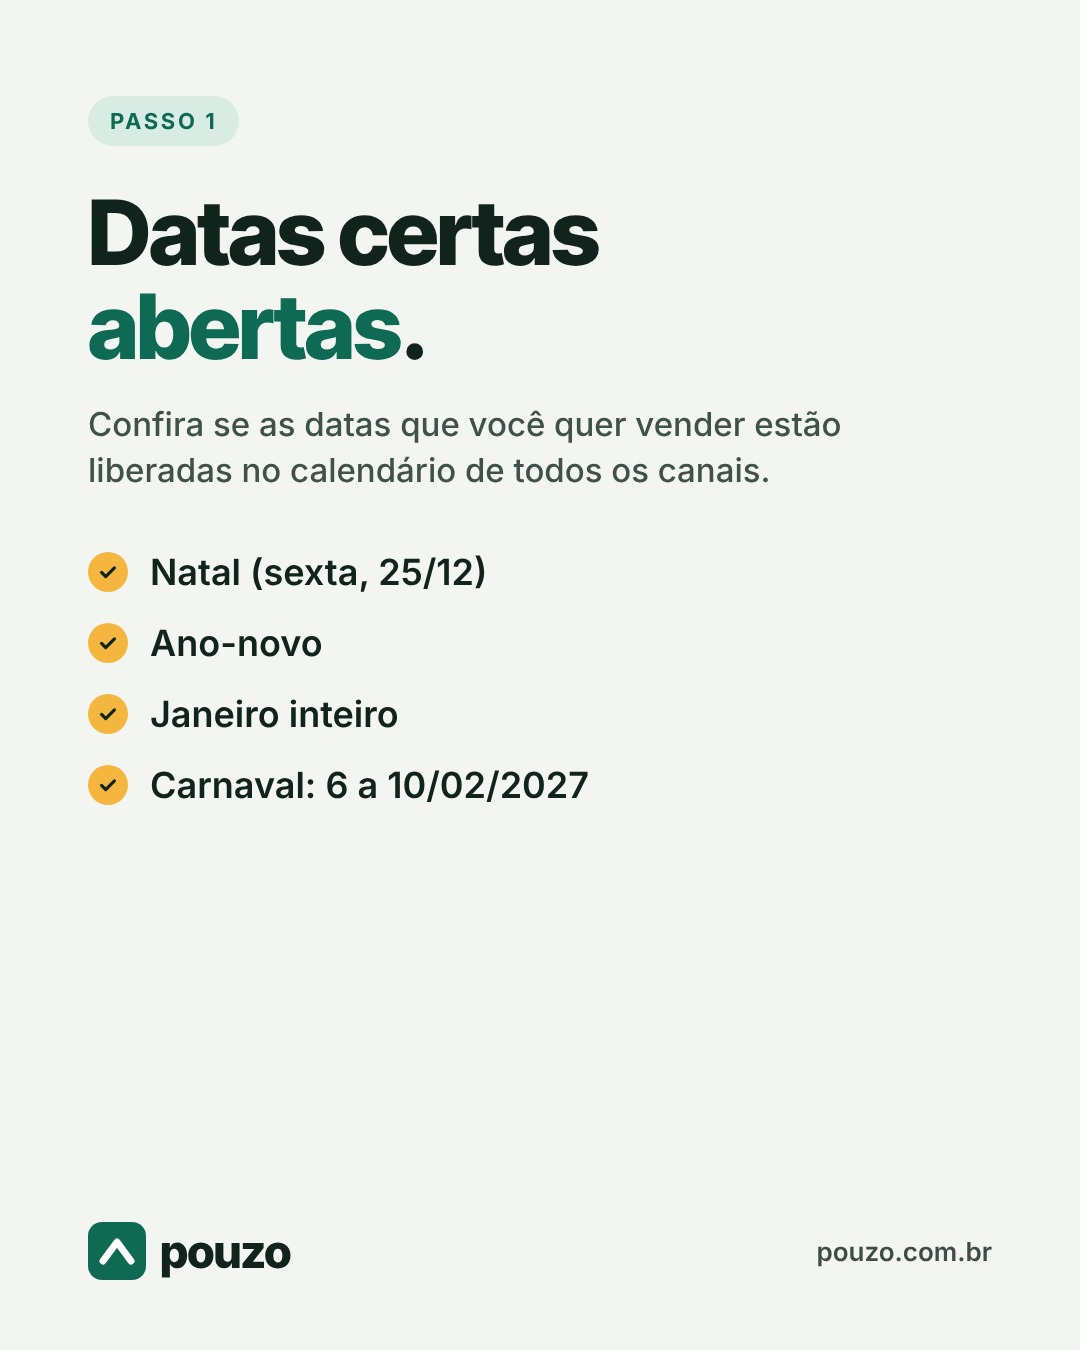 PASSO 1
Datas certas
abertas.
Confira se as datas que você quer vender estão
liberadas no calendário de todos os canais.
Natal (sexta, 25/12)
Ano-novo
Janeiro inteiro
Carnaval: 6 a 10/02/2027
pouzo
pouzo.com.br